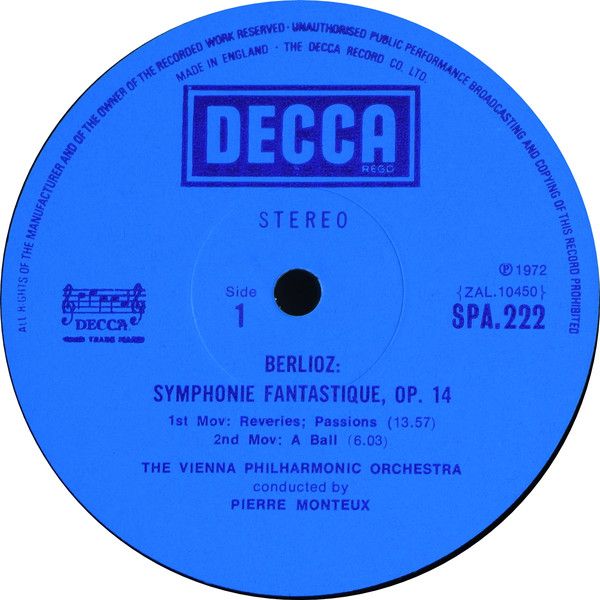 ALL RIGHTS OF THE MANUFACTURER AND OF THE OWNER OF THE RECORDED WORK RESERVED · UNAUTHORISED PUBLIC PERFORMANCE BROADCASTING AND COPYING OF THIS RECORD PROHIBITED
MADE IN ENGLAND · THE DECCA RECORD CO. LTD.
DECCA
REGD
STEREO
℗ 1972
Side
1
{ZAL.10450}
SPA.222
DECCA
TRADE MARKS
BERLIOZ:
SYMPHONIE FANTASTIQUE, OP. 14
1st Mov: Reveries; Passions (13.57)
2nd Mov: A Ball (6.03)
THE VIENNA PHILHARMONIC ORCHESTRA
conducted by
PIERRE MONTEUX